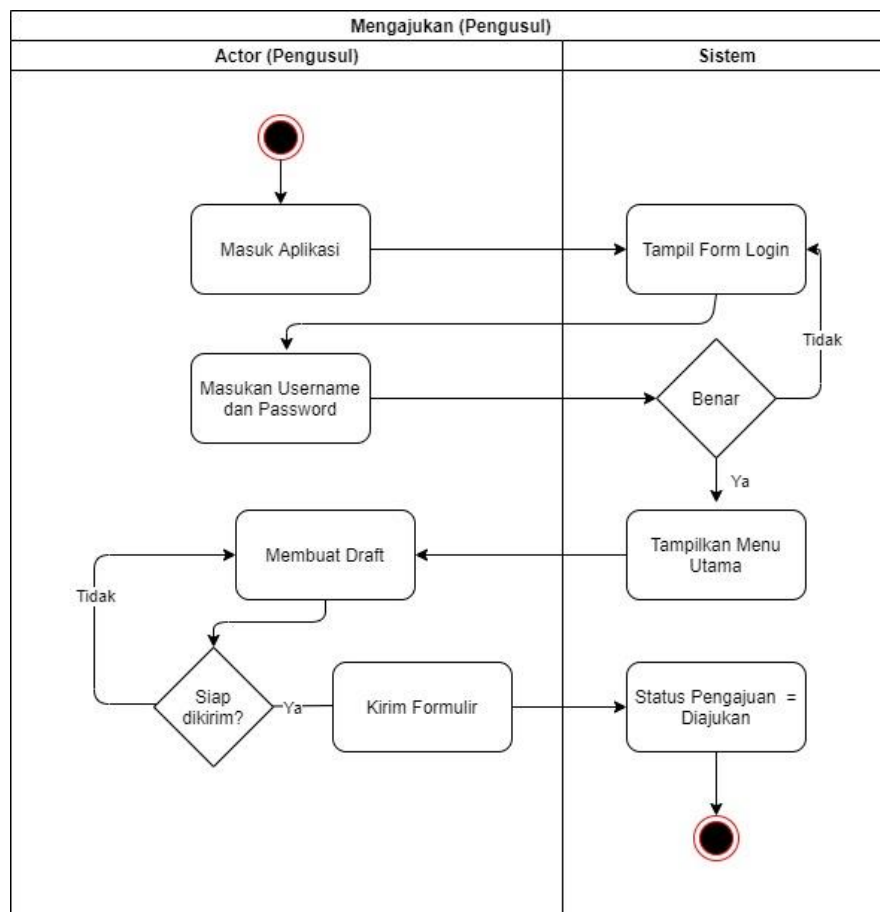 Mengajukan (Pengusul)
Actor (Pengusul)
Sistem
Masuk Aplikasi
Tampil Form Login
Tidak
Masukan Username
dan Password
Benar
Ya
Membuat Draft
Tampilkan Menu
Utama
Tidak
Siap
dikirim?
Ya
Kirim Formulir
Status Pengajuan =
Diajukan